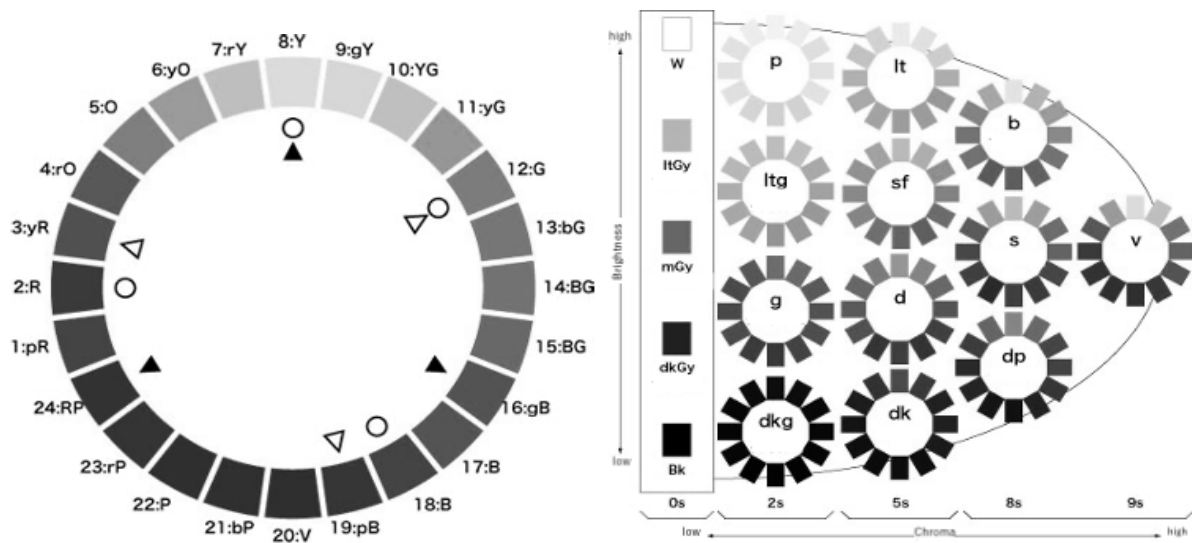 8:Y
9:gY
10:YG
11:yG
12:G
13:bG
14:BG
15:BG
16:gB
17:B
18:B
19:pB
20:V
21:bP
22:P
23:rP
24:RP
1:pR
2:R
3:yR
4:rO
5:O
6:yO
7:rY
high
Brightness
low
W
ltGy
mGy
dkGy
Bk
p
lt
b
ltg
sf
s
v
g
d
dp
dkg
dk
0s
2s
5s
8s
9s
low
Chroma
high